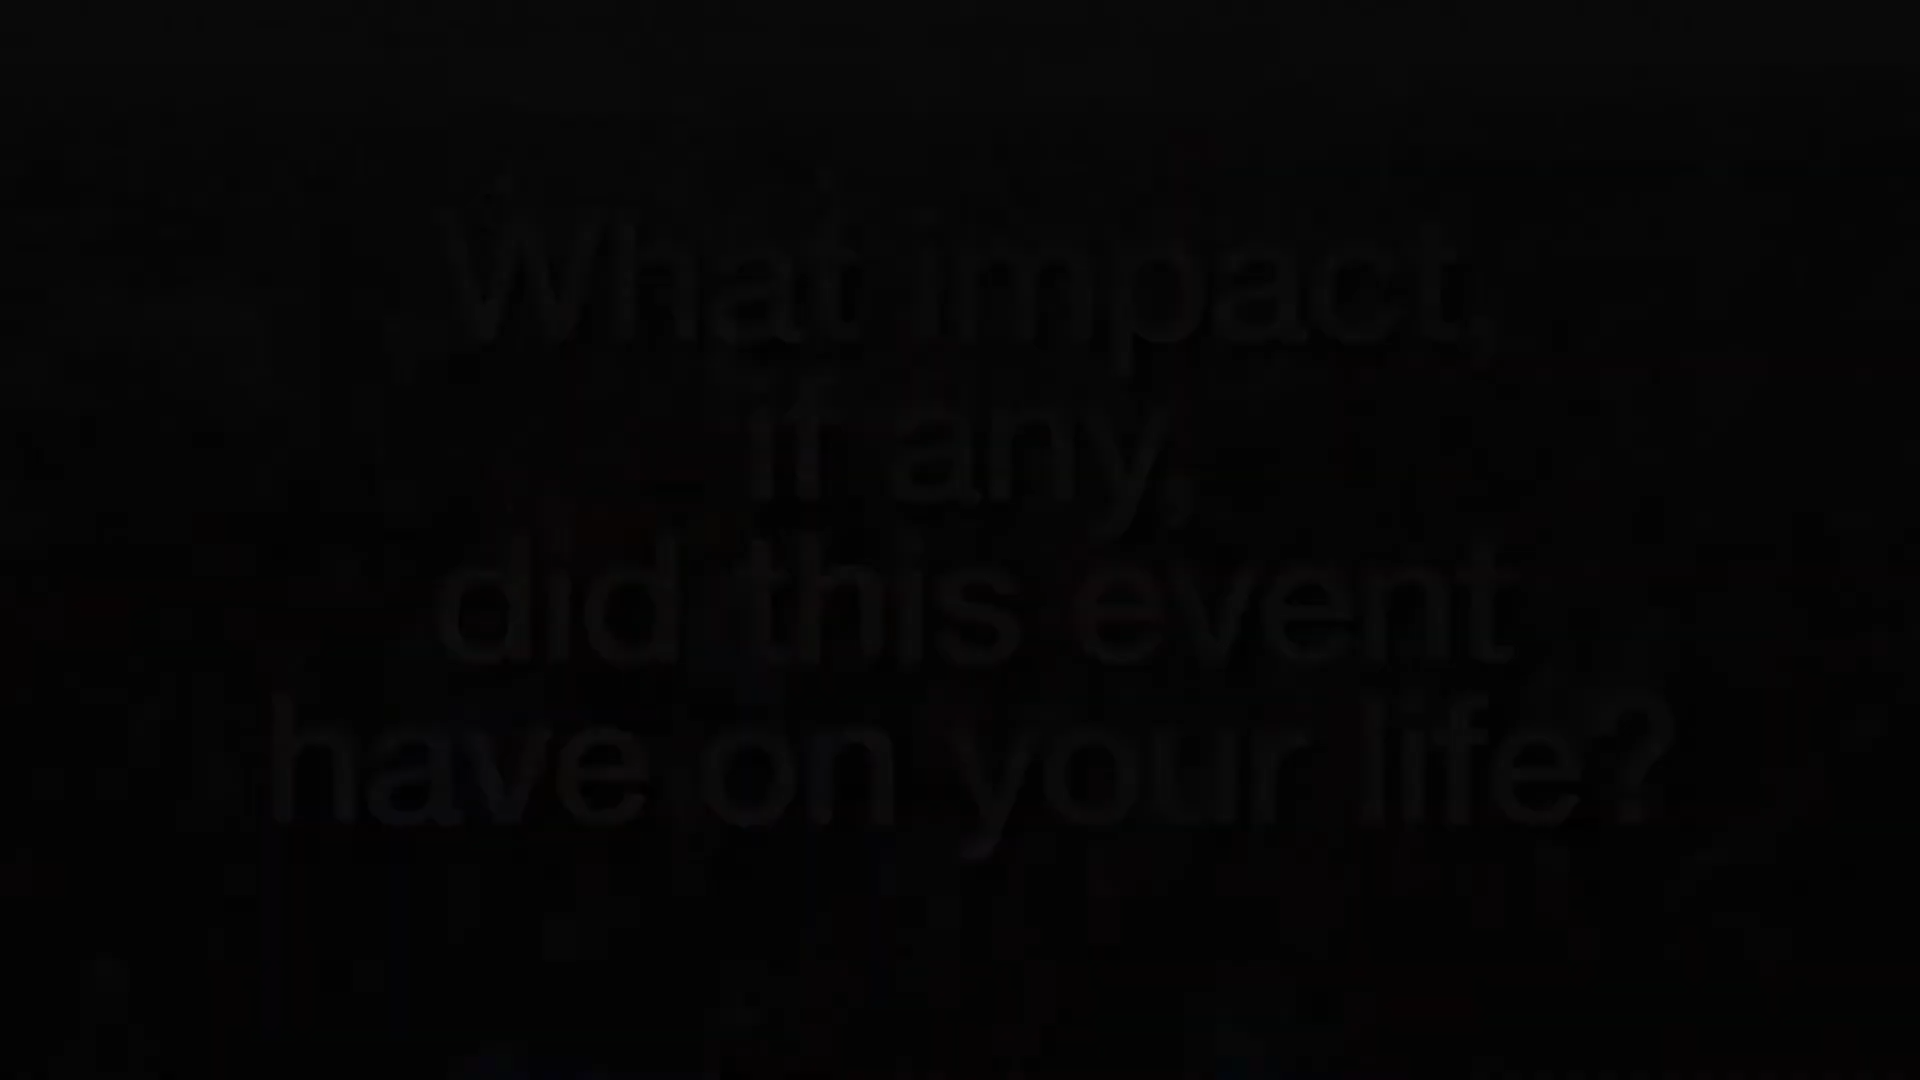 What impact,
if any,
did this event
have on your life?